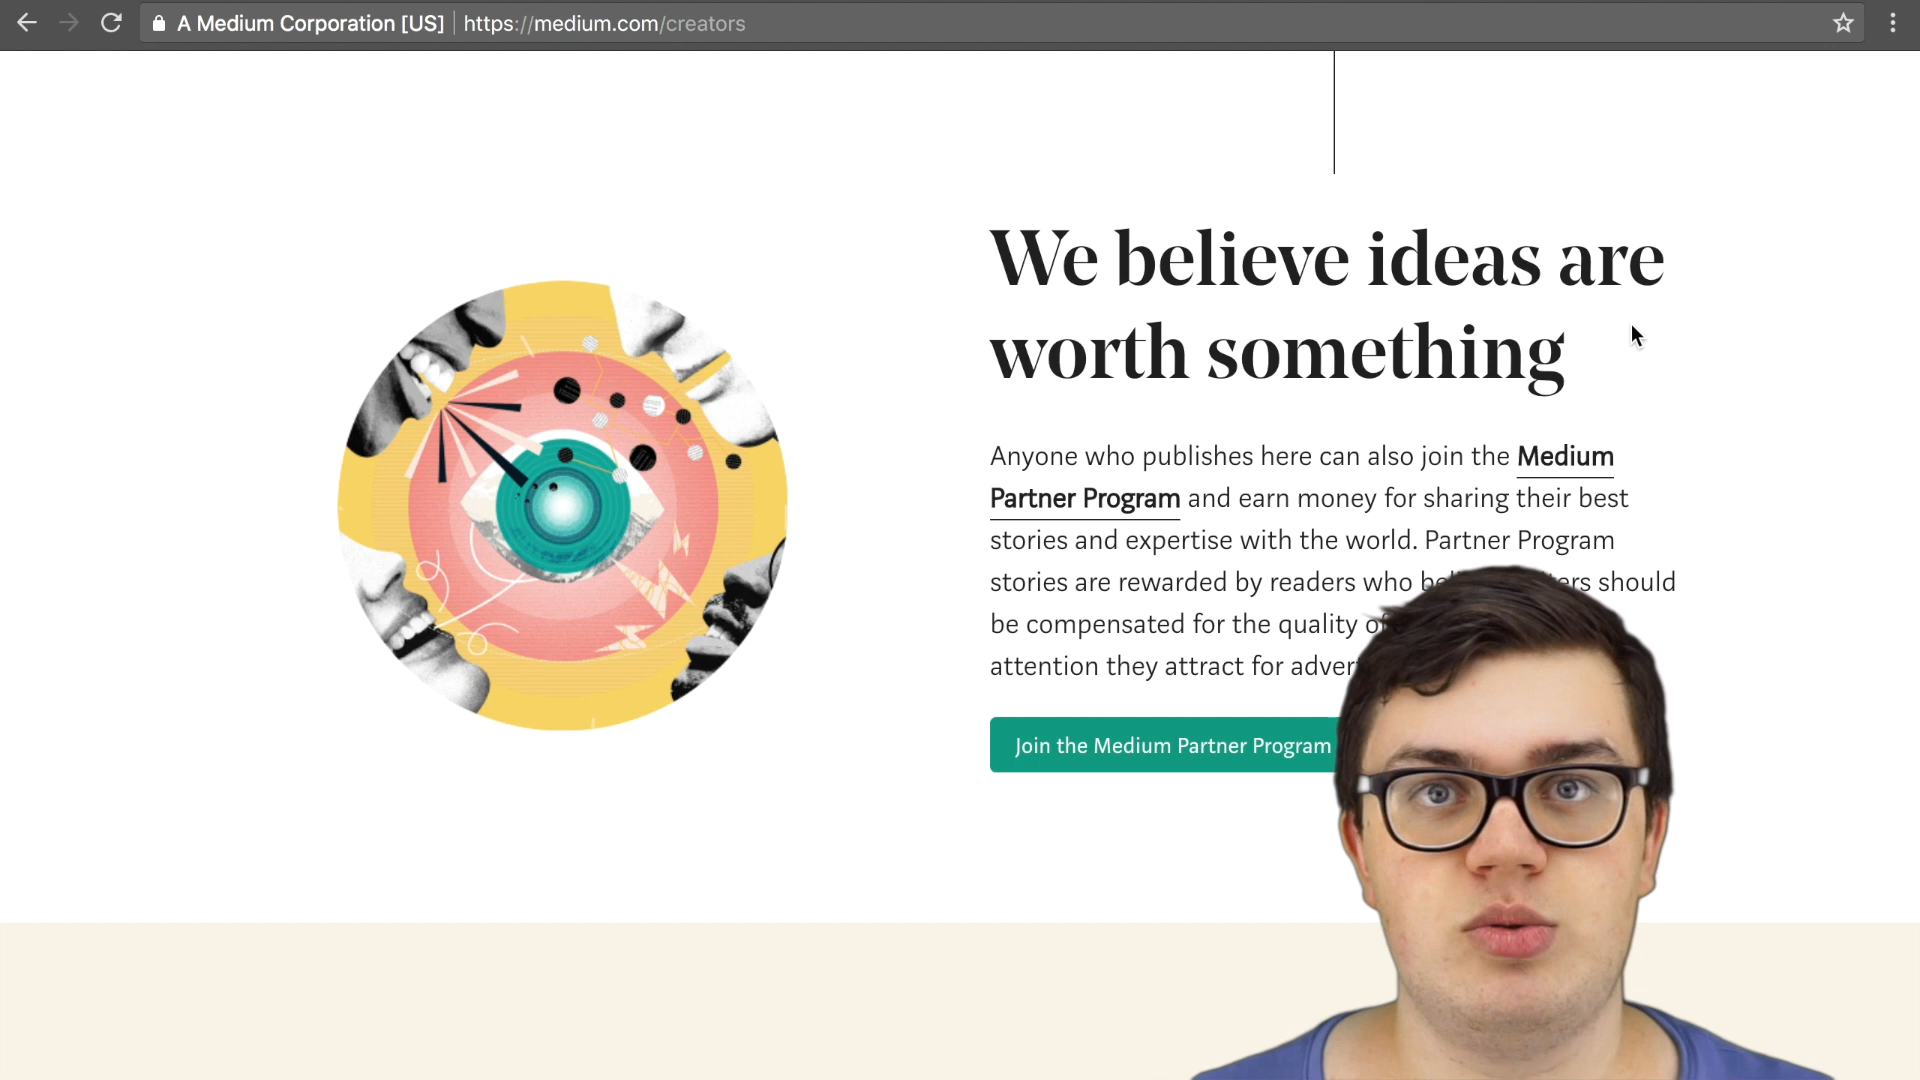 A Medium Corporation [US] https://medium.com/creators
We believe ideas are
worth something
Anyone who publishes here can also join the Medium
Partner Program and earn money for sharing their best
stories and expertise with the world. Partner Program
stories are rewarded by readers who should
be compensated for the quality
attention they attract for
Join the Medium Partner Program